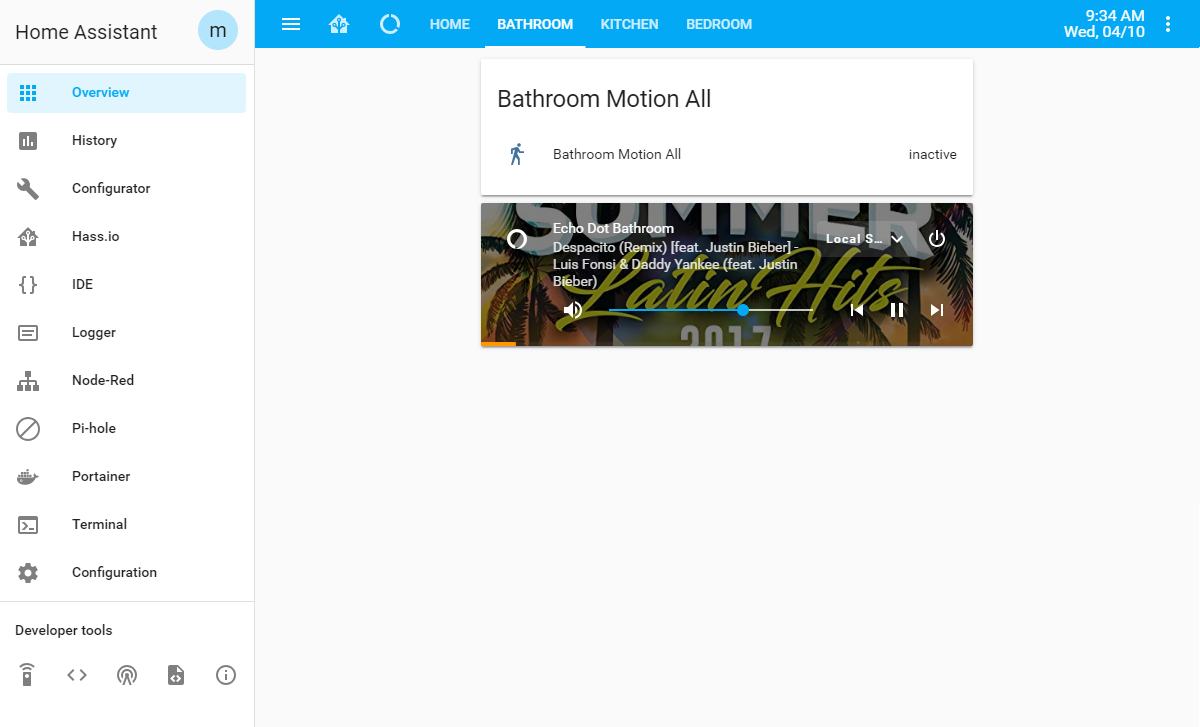 Home Assistant
m
HOME
BATHROOM
KITCHEN
BEDROOM
9:34 AM
Wed, 04/10
Overview
History
Configurator
Hass.io
IDE
Logger
Node-Red
Pi-hole
Portainer
Terminal
Configuration
Developer tools
Bathroom Motion All
Bathroom Motion All
inactive
SUMMER
Echo Dot Bathroom
Despacito (Remix) [feat. Justin Bieber] -
Luis Fonsi & Daddy Yankee (feat. Justin
Bieber)
Local S...
Latin Hits
2017